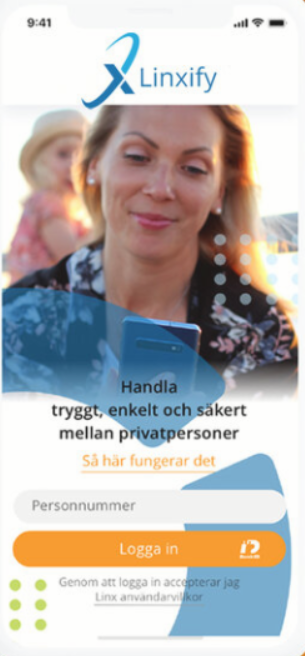 9:41
Linxify
Handla
tryggt, enkelt och säkert
mellan privatpersoner
Så här fungerar det
Personnummer
Logga in
Genom att logga in accepterar jag
Linx användarvillkor